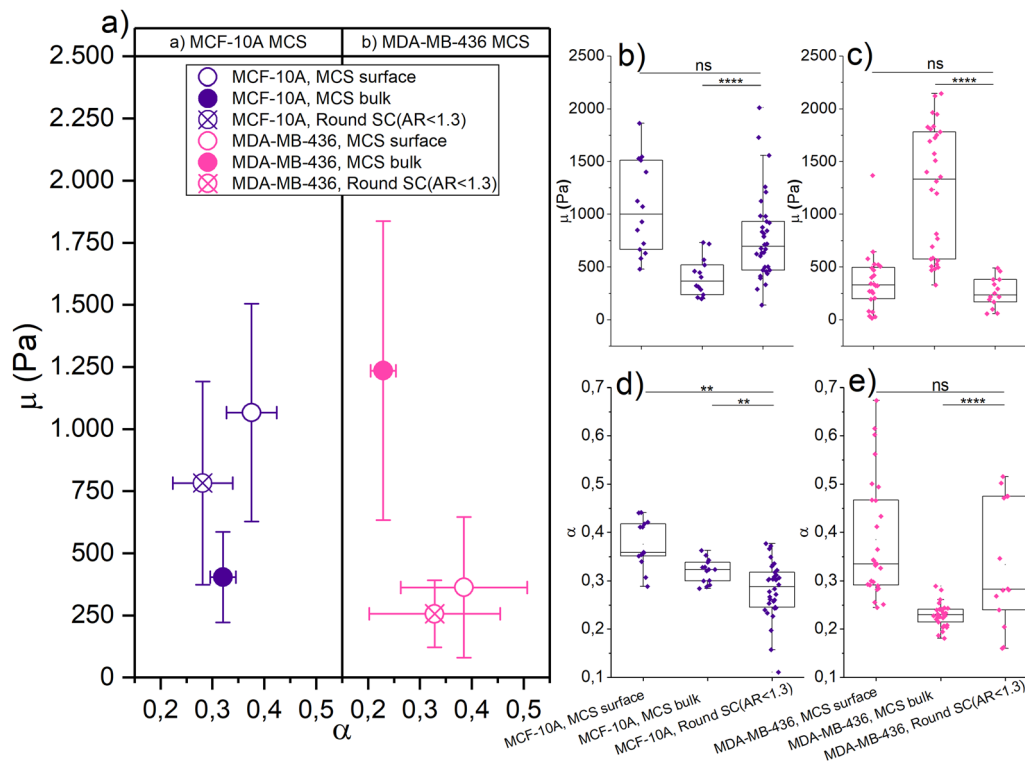 a)
a) MCF-10A MCS
b) MDA-MB-436 MCS
MCF-10A, MCS surface
MCF-10A, MCS bulk
MCF-10A, Round SC(AR<1.3)
MDA-MB-436, MCS surface
MDA-MB-436, MCS bulk
MDA-MB-436, Round SC(AR<1.3)
2.500
2.250
2.000
1.750
1.500
1.250
1.000
750
500
250
0
μ (Pa)
0,2 0,3 0,4 0,5
0,2 0,3 0,4 0,5
α
b)
ns
****
2000
1500
1000
500
0
μ (Pa)
c)
ns
****
2000
1500
1000
500
0
μ (Pa)
d)
**
**
0,7
0,6
0,5
0,4
0,3
0,2
0,1
α
MCF-10A, MCS surface
MCF-10A, MCS bulk
MCF-10A, Round SC(AR<1.3)
e)
ns
****
0,7
0,6
0,5
0,4
0,3
0,2
0,1
α
MDA-MB-436, MCS surface
MDA-MB-436, MCS bulk
MDA-MB-436, Round SC(AR<1.3)